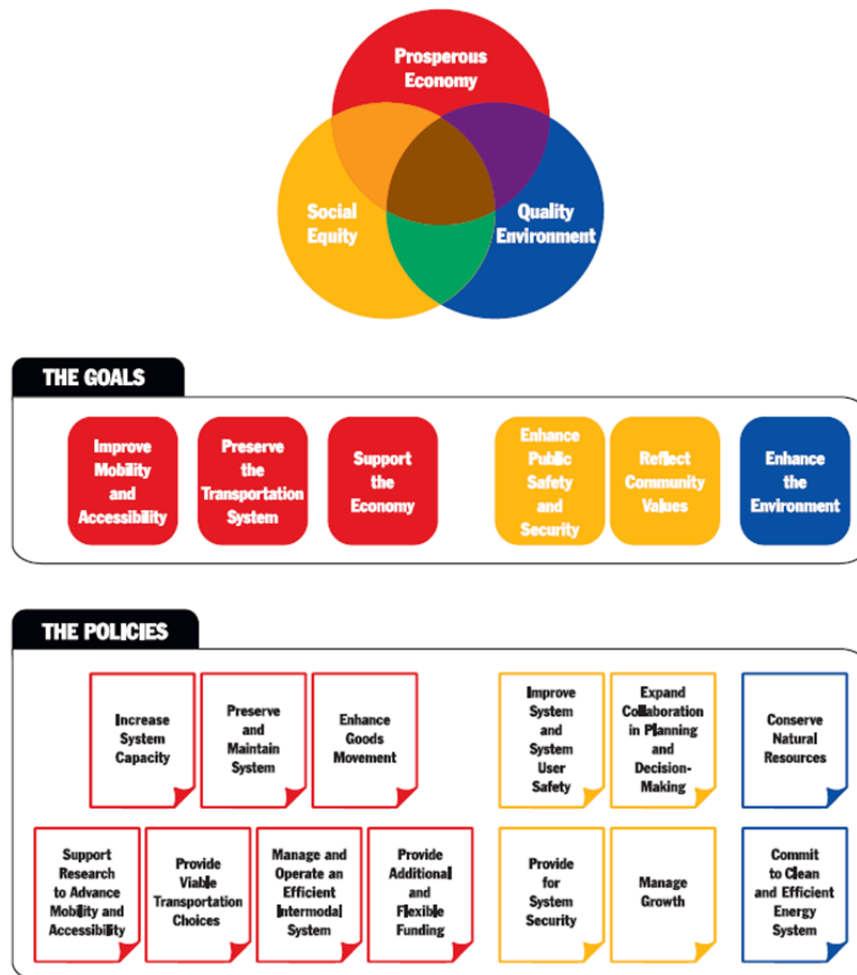 Prosperous
Economy
Social
Equity
Quality
Environment
THE GOALS
Improve
Mobility
and
Accessibility
Preserve
the
Transportation
System
Support
the
Economy
Enhance
Public
Safety
and
Security
Reflect
Community
Values
Enhance
the
Environment
THE POLICIES
Increase
System
Capacity
Preserve
and
Maintain
System
Enhance
Goods
Movement
Improve
System
and
System
User
Safety
Expand
Collaboration
in Planning
and
Decision-
Making
Conserve
Natural
Resources
Support
Research
to Advance
Mobility and
Accessibility
Provide
Viable
Transportation
Choices
Manage and
Operate an
Efficient
Intermodal
System
Provide
Additional
and
Flexible
Funding
Provide
for
System
Security
Manage
Growth
Commit
to Clean
and Efficient
Energy
System